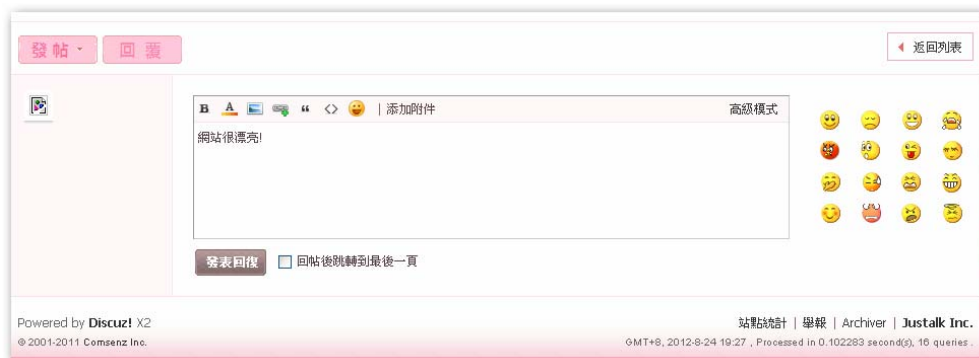 發帖 回覆
返回列表
B A “ <> | 添加附件 高級模式
網站很漂亮!
發表回復 回帖後跳轉到最後一頁
Powered by Discuz! X2 站點統計 | 舉報 | Archiver | Justalk Inc.
© 2001-2011 Comsenz Inc. GMT+8, 2012-8-24 19:27 , Processed in 0.102283 second(s), 16 queries .